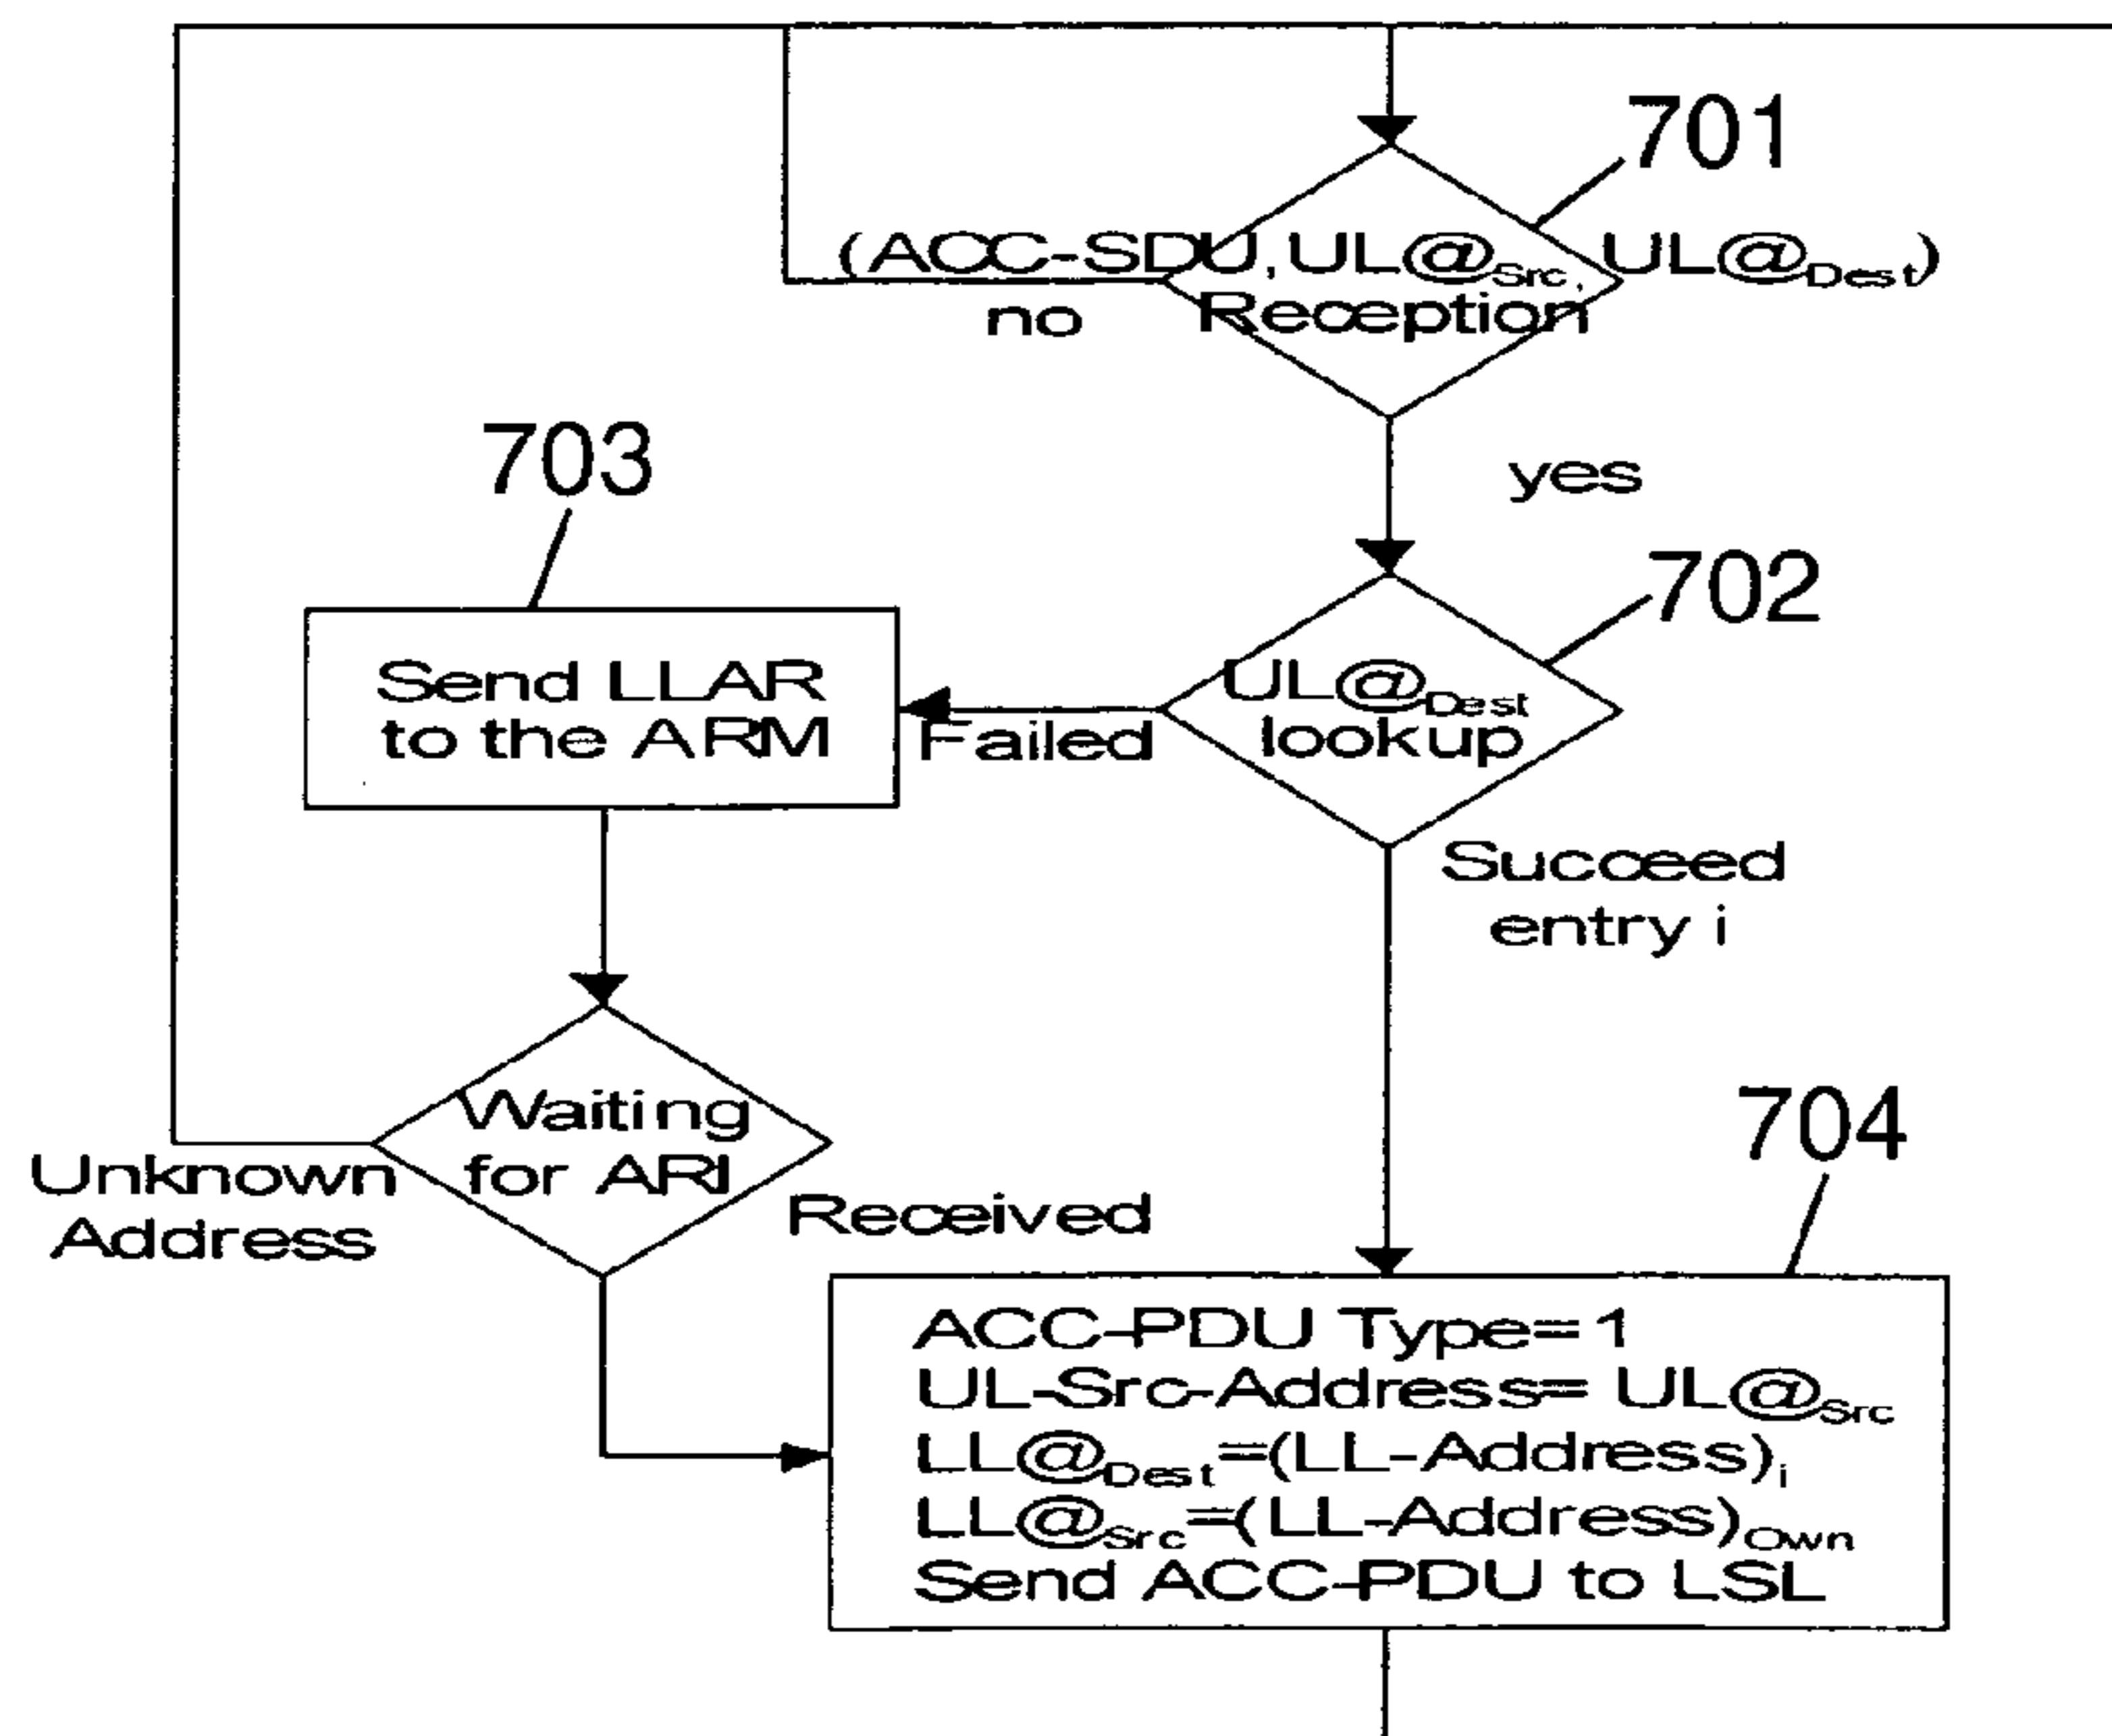 701
(ACC-SDU, UL@Src, UL@Dest)
no
Reception
yes
703
702
Send LLAR
to the ARM
Failed
UL@Dest
lookup
Succeed
entry i
Waiting
for ARI
Unknown
Address
Received
704
ACC-PDU Type=1
UL-Src-Address= UL@Src
LL@Dest=(LL-Address)i
LL@Src=(LL-Address)Own
Send ACC-PDU to LSL